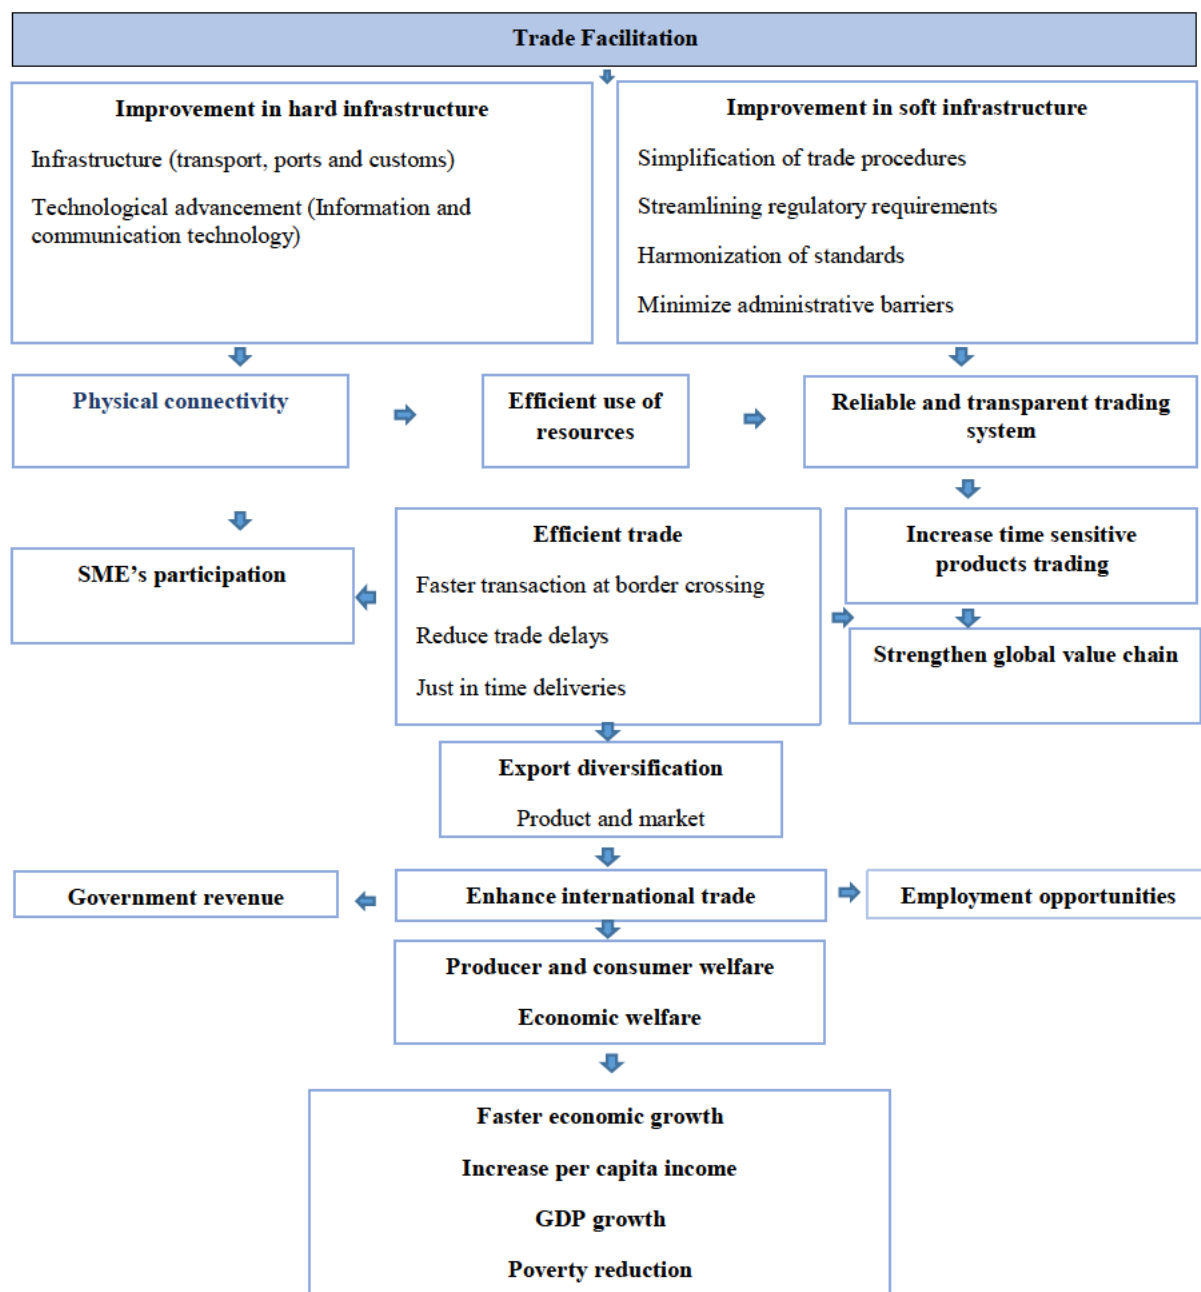 Trade Facilitation
Improvement in hard infrastructure
Infrastructure (transport, ports and customs)
Technological advancement (Information and
communication technology)
Improvement in soft infrastructure
Simplification of trade procedures
Streamlining regulatory requirements
Harmonization of standards
Minimize administrative barriers
Physical connectivity
Efficient use of
resources
Reliable and transparent trading
system
SME's participation
Efficient trade
Faster transaction at border crossing
Reduce trade delays
Just in time deliveries
Increase time sensitive
products trading
Strengthen global value chain
Export diversification
Product and market
Government revenue
Enhance international trade
Employment opportunities
Producer and consumer welfare
Economic welfare
Faster economic growth
Increase per capita income
GDP growth
Poverty reduction